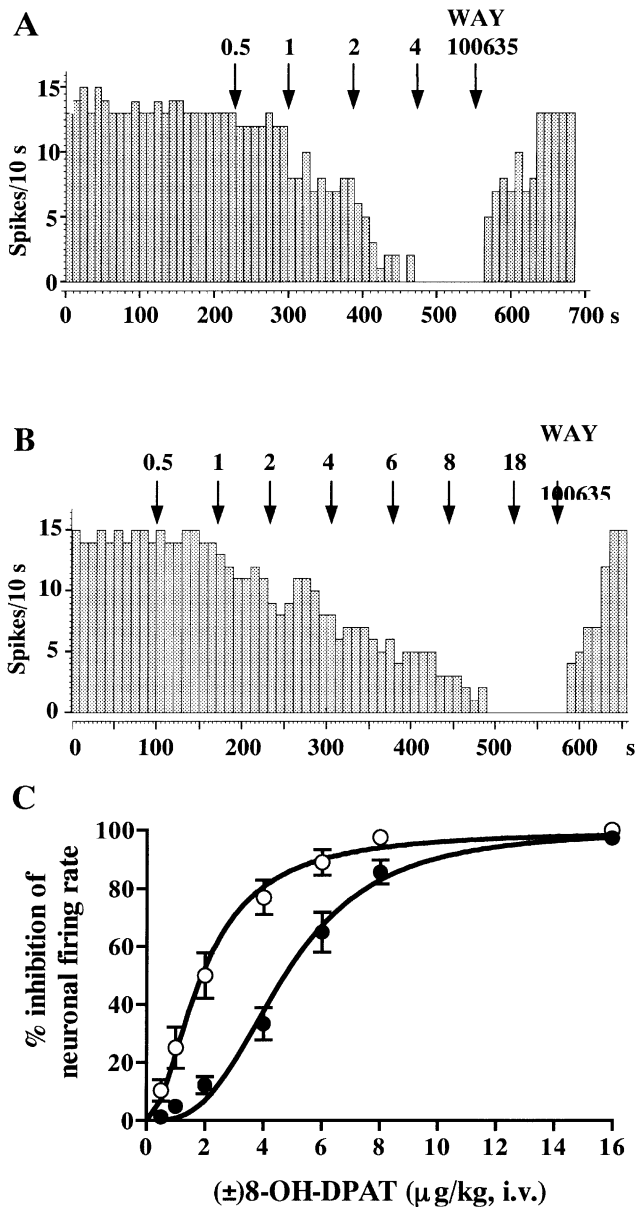 A
WAY
0.5 1 2 4 100635
15
10
5
0
Spikes/10 s
0 100 200 300 400 500 600 700 s
B
WAY
0.5 1 2 4 6 8 18
100635
15
10
5
0
Spikes/10 s
0 100 200 300 400 500 600 s
C
100
80
60
40
20
0
% inhibition of
neuronal firing rate
0 2 4 6 8 10 12 14 16
(±)8-OH-DPAT (μg/kg, i.v.)